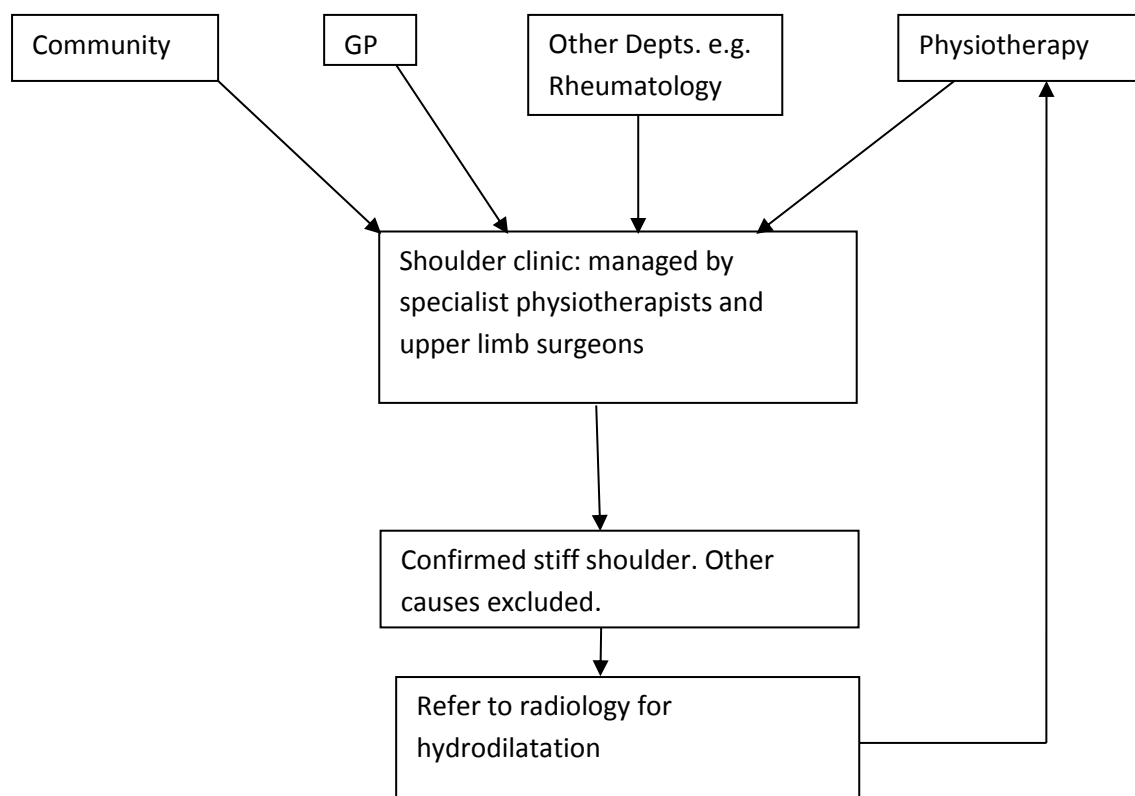 Community
GP
Other Depts. e.g.
Rheumatology
Physiotherapy
Shoulder clinic: managed by
specialist physiotherapists and
upper limb surgeons
Confirmed stiff shoulder. Other
causes excluded.
Refer to radiology for
hydrodilatation